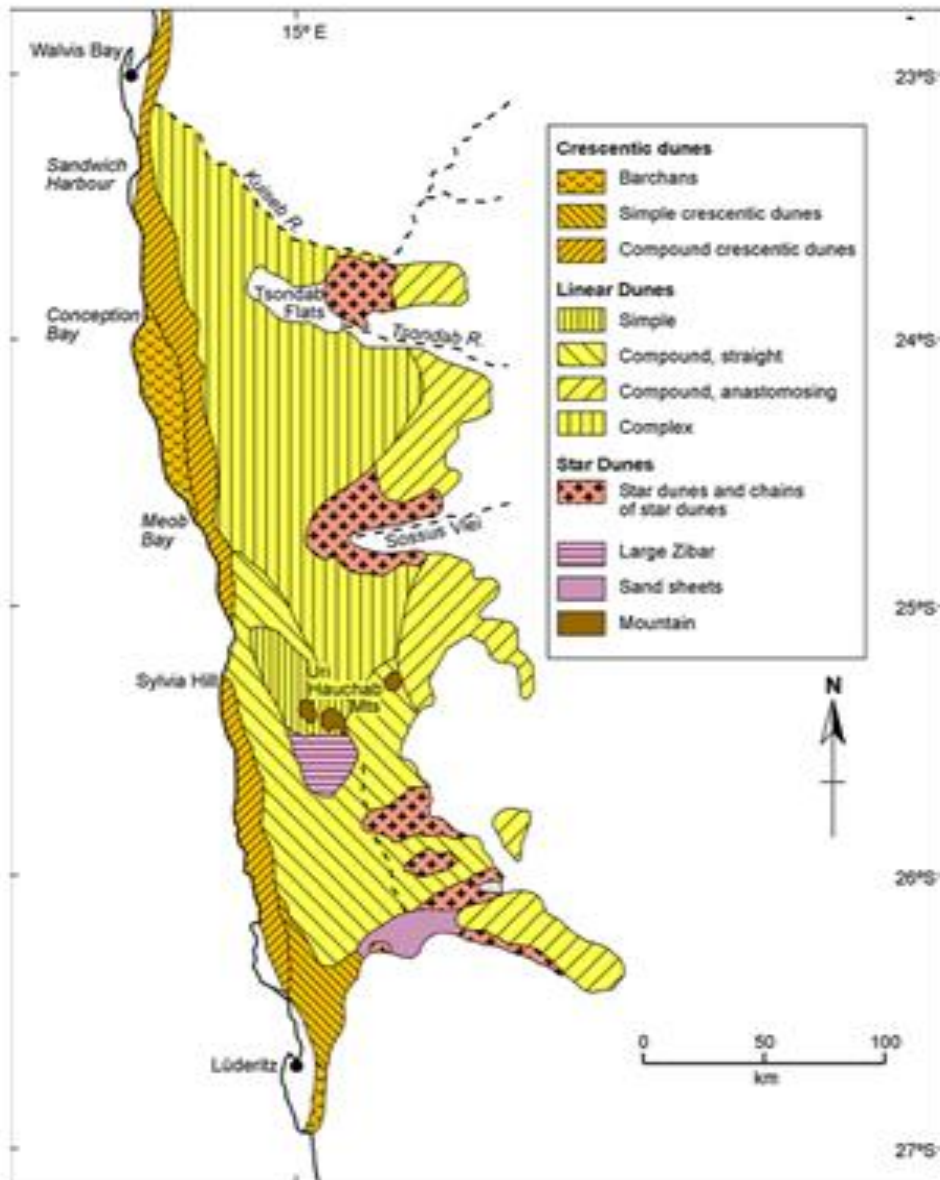 15° E
Walvis Bay
23°S
Sandwich
Harbour
Kuiseb R.
Tsondab
Flats
Tsondab R.
Conception
Bay
24°S
Meob
Bay
Sossus Vlei
25°S
Sylvia Hill
Uri
Hauchab
Mts
26°S
Lüderitz
27°S
Crescentic dunes
Barchans
Simple crescentic dunes
Compound crescentic dunes
Linear Dunes
Simple
Compound, straight
Compound, anastomosing
Complex
Star Dunes
Star dunes and chains
of star dunes
Large Zibar
Sand sheets
Mountain
N
0 50 100
km